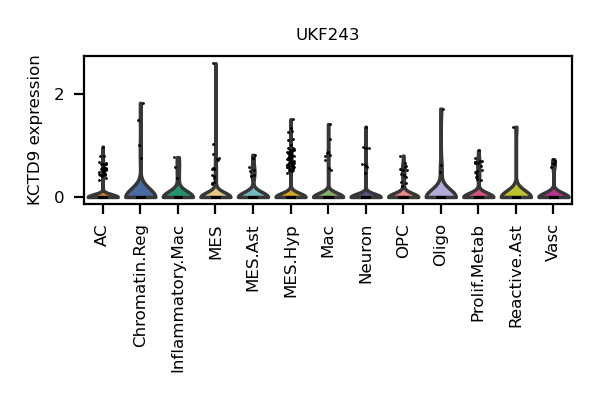 UKF243
KCTD9 expression
2
0
AC
Chromatin.Reg
Inflammatory.Mac
MES
MES.Ast
MES.Hyp
Mac
Neuron
OPC
Oligo
Prolif.Metab
Reactive.Ast
Vasc